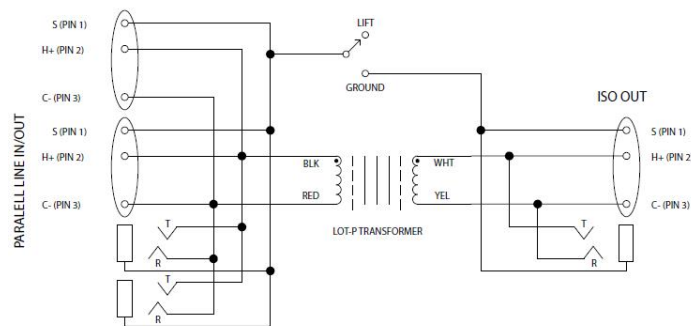 S (PIN 1)
H+ (PIN 2)
C- (PIN 3)
S (PIN 1)
H+ (PIN 2)
C- (PIN 3)
PARALELL LINE IN/OUT
T
R
T
R
LIFT
GROUND
BLK
RED
WHT
YEL
LOT-P TRANSFORMER
ISO OUT
S (PIN 1)
H+ (PIN 2
C- (PIN 3)
T
R